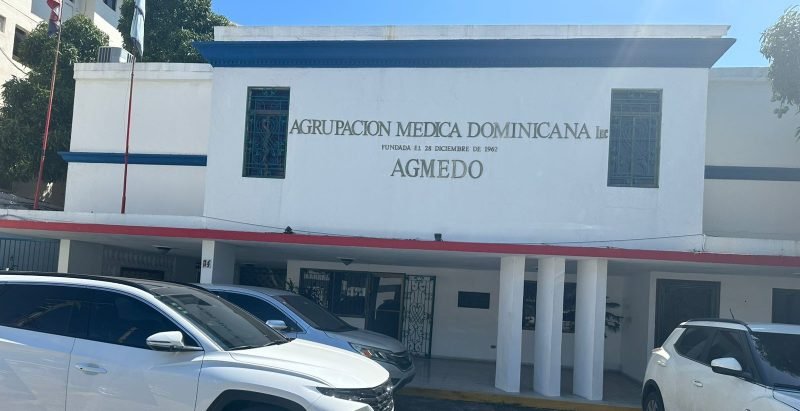 AGRUPACION MEDICA DOMINICANA Inc
FUNDADA EL 28 DICIEMBRE DE 1962
AGMEDO